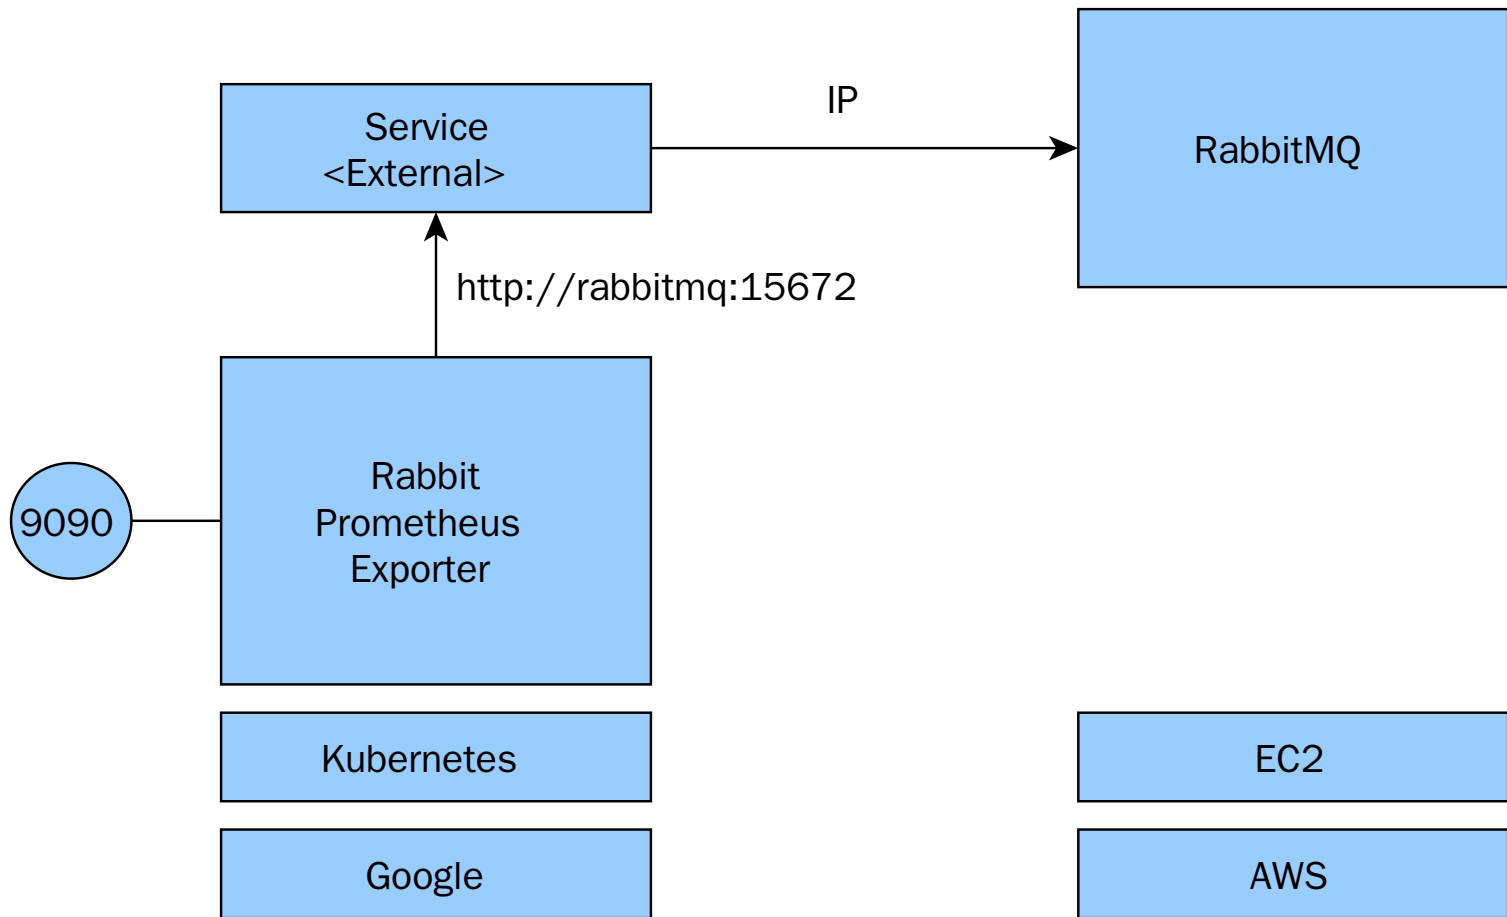 Service
<External>
IP
RabbitMQ
http://rabbitmq:15672
Rabbit
Prometheus
Exporter
9090
Kubernetes
EC2
Google
AWS